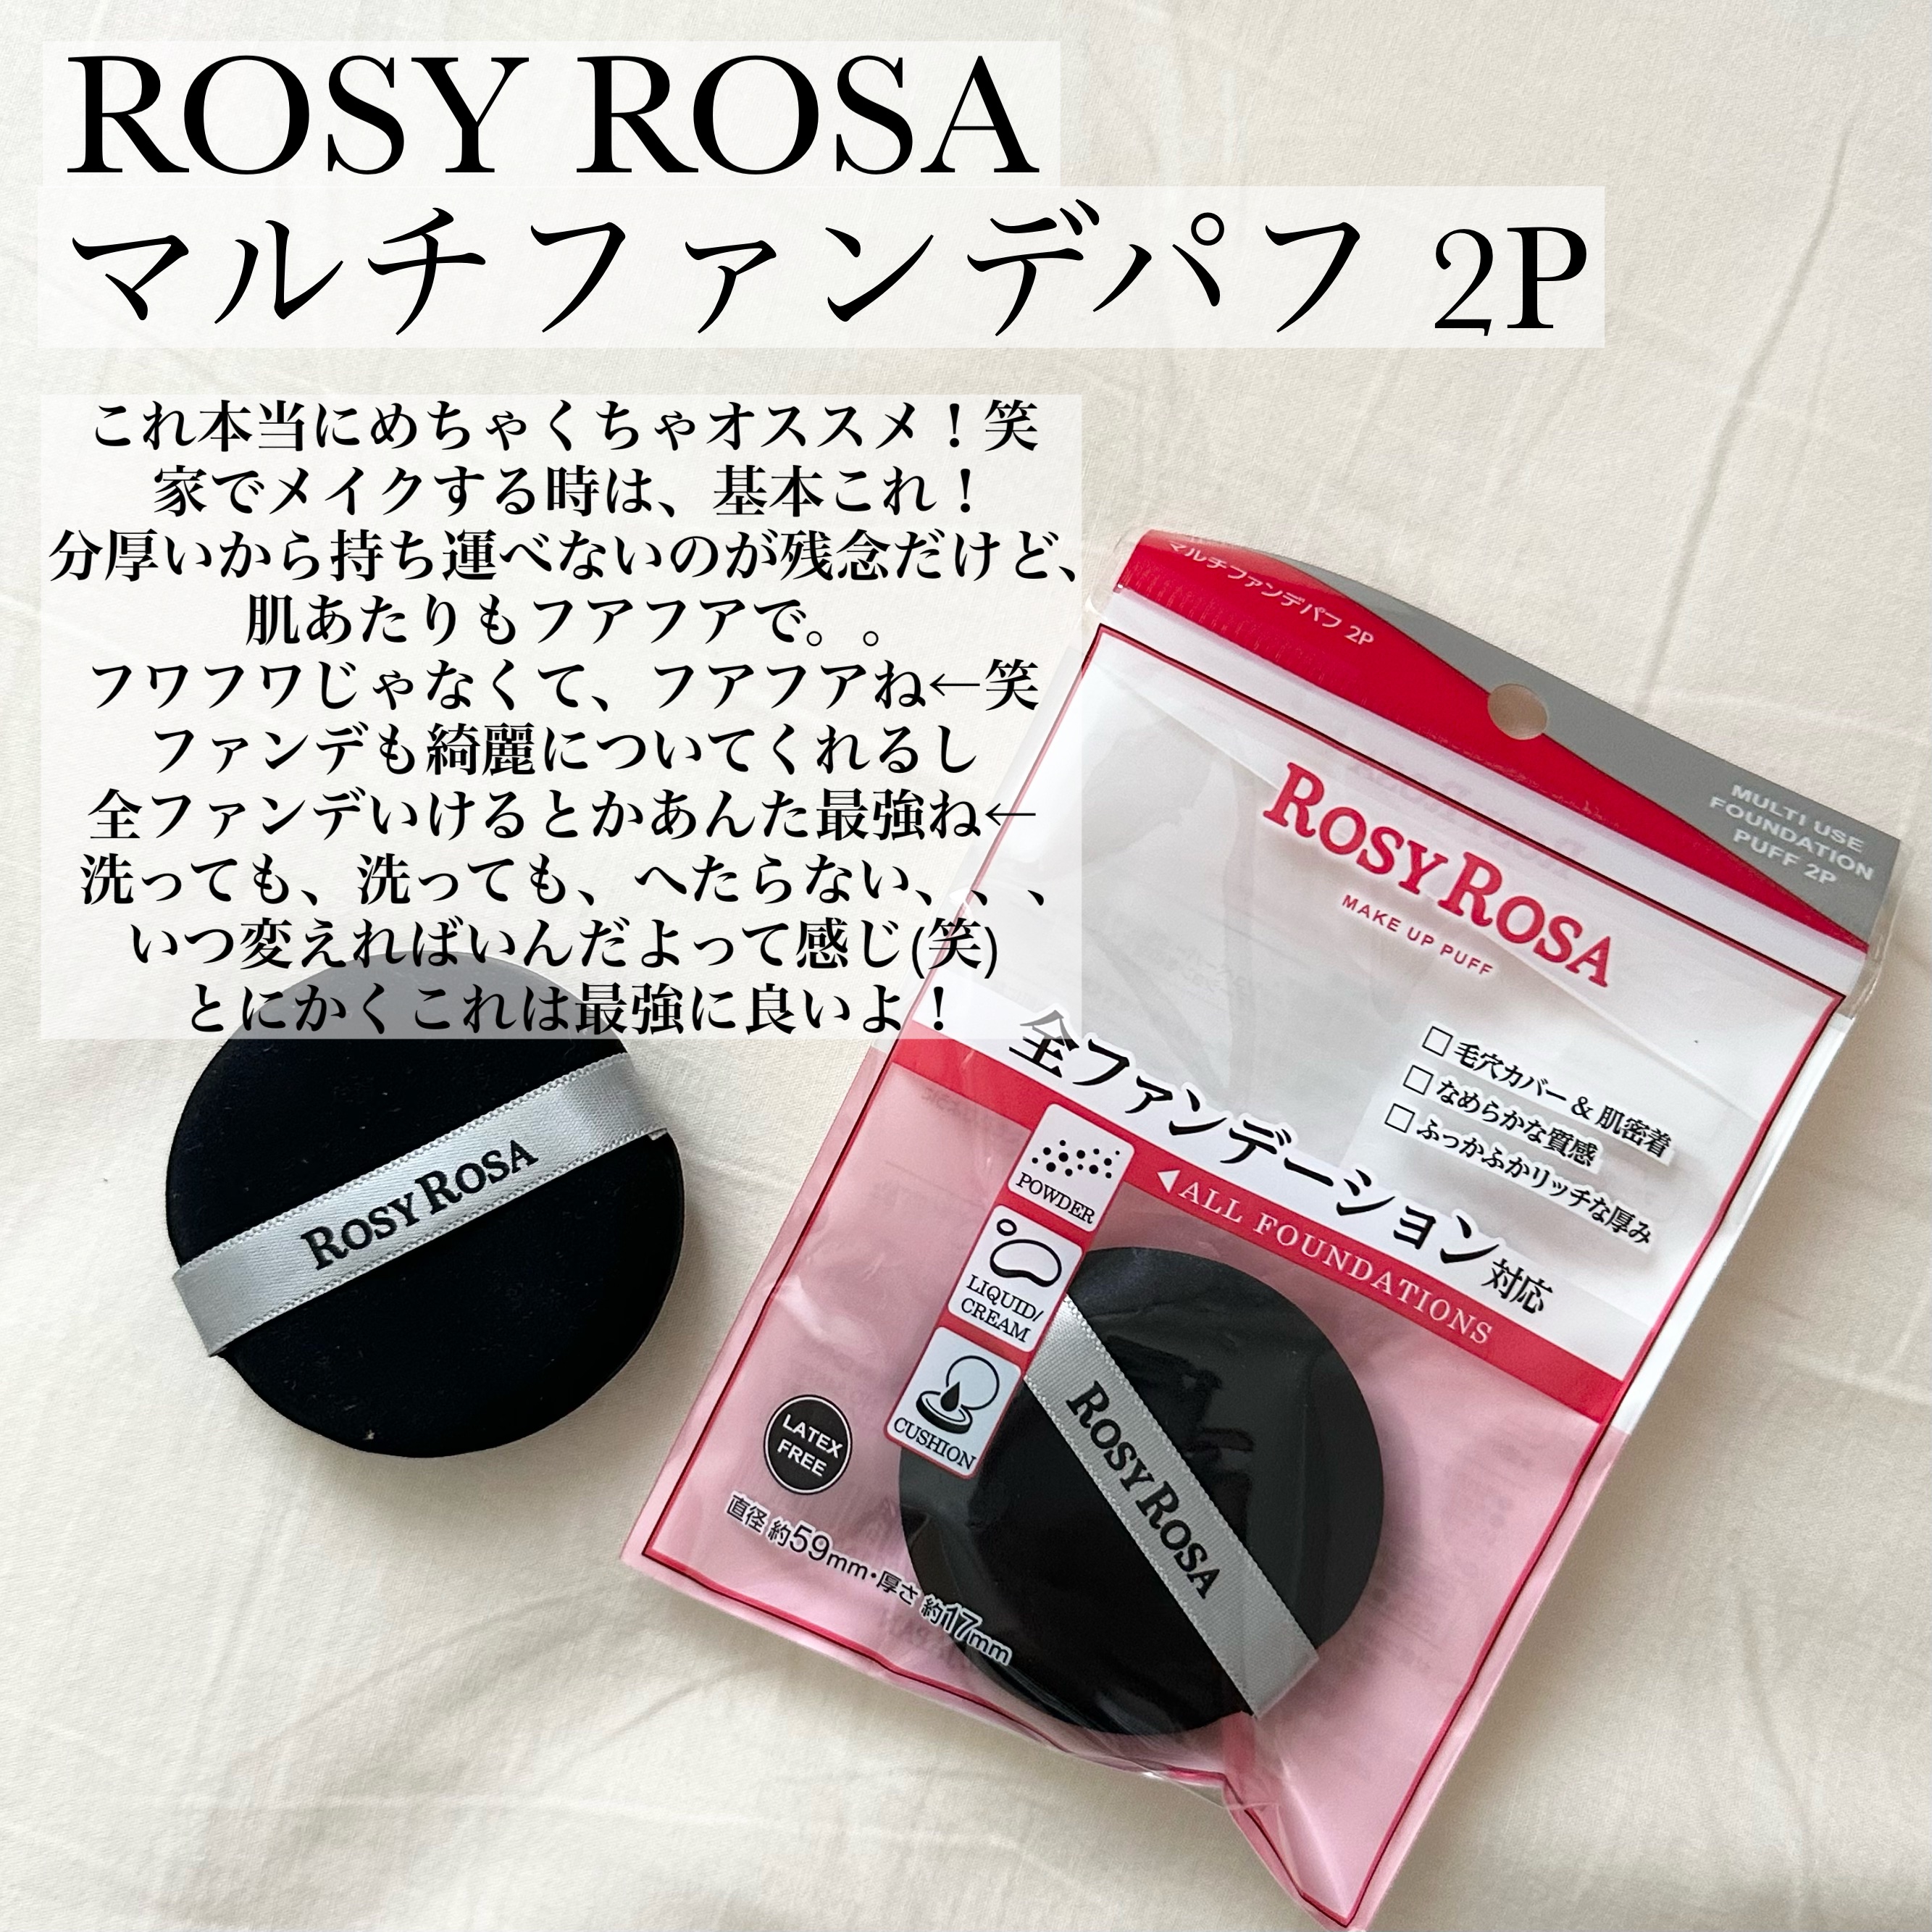 ROSY ROSA
マルチファンデパフ 2P
これ本当にめちゃくちゃオススメ！笑
家でメイクする時は、基本これ！
分厚いから持ち運べないのが残念だけど、
肌あたりもフアフアで。。
フワフワじゃなくて、フアフアね←笑
ファンデも綺麗についてくれるし
全ファンデいけるとかあんた最強ね←
洗っても、洗っても、へたらない、、、
いつ変えればいんだよって感じ(笑)
とにかくこれは最強に良いよ！
マルチファンデパフ 2P
MULTI USE
FOUNDATION
PUFF 2P
ROSY ROSA
MAKE UP PUFF
□ 毛穴カバー & 肌密着
□ なめらかな質感
□ ふっかふかリッチな厚み
全ファンデーション対応
◀ALL FOUNDATIONS
POWDER
LIQUID/
CREAM
CUSHION
LATEX
FREE
直径 約59mm・厚さ 約17mm
ROSY ROSA
ROSY ROSA